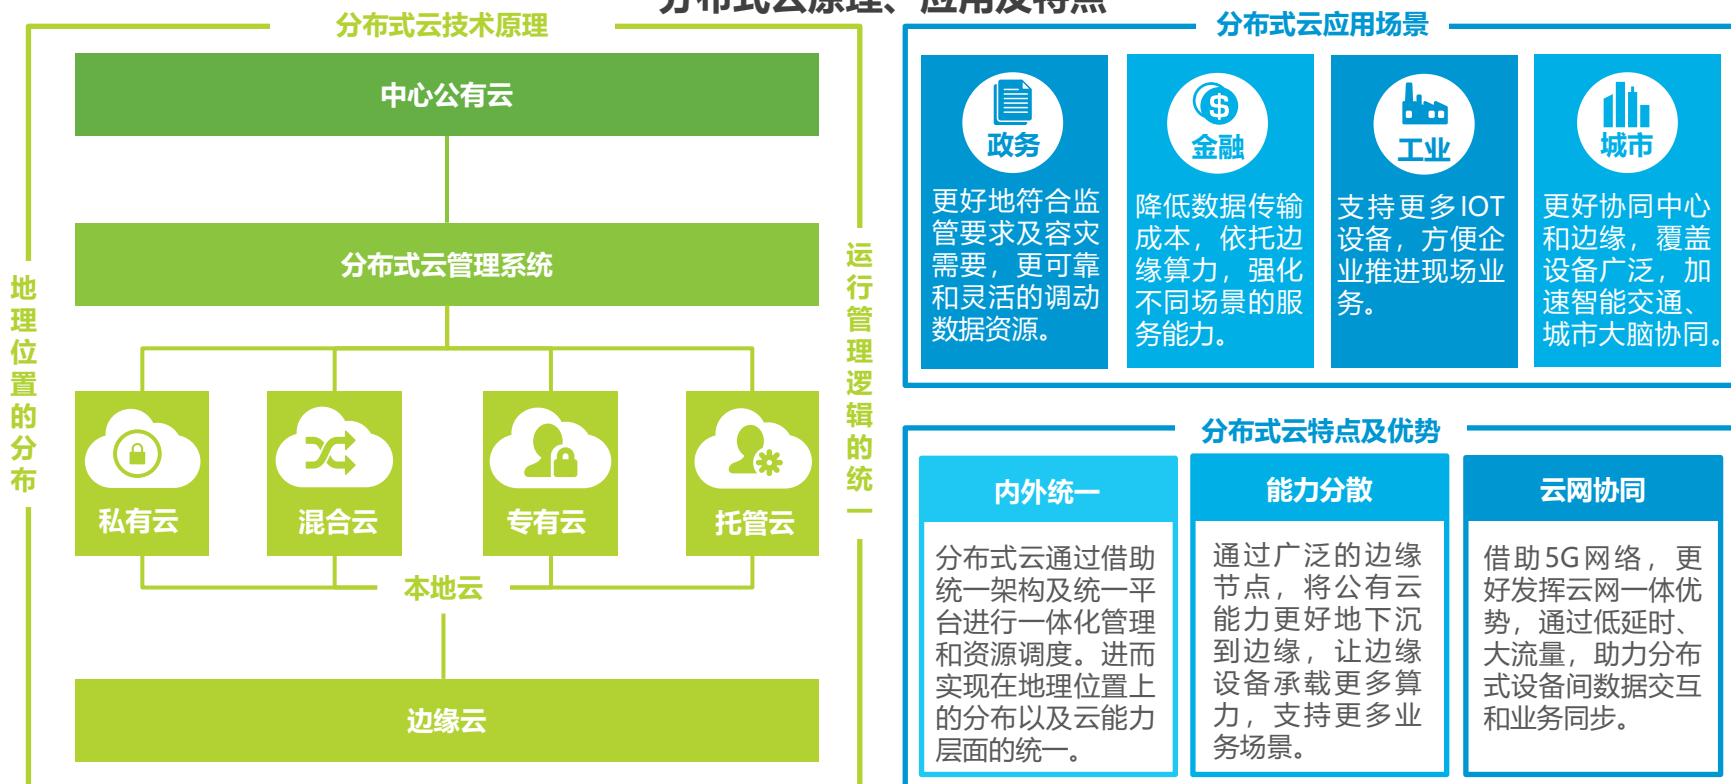 分布式云原理、应用及特点
分布式云技术原理
地理位置的分布
运行管理逻辑的统一
中心公有云
分布式云管理系统
私有云
混合云
专有云
托管云
本地云
边缘云
分布式云应用场景
政务
更好地符合监
管要求及容灾
需要，更可靠
和灵活的调动
数据资源。
金融
降低数据传输
成本，依托边
缘算力，强化
不同场景的服
务能力。
工业
支持更多IOT
设备，方便企
业推进现场业
务。
城市
更好协同中心
和边缘，覆盖
设备广泛，加
速智能交通、
城市大脑协同。
分布式云特点及优势
内外统一
分布式云通过借助
统一架构及统一平
台进行一体化管理
和资源调度。进而
实现在地理位置上
的分布以及云能力
层面的统一。
能力分散
通过广泛的边缘
节点，将公有云
能力更好地下沉
到边缘，让边缘
设备承载更多算
力，支持更多业
务场景。
云网协同
借助5G网络，更
好发挥云网一体优
势，通过低延时、
大流量，助力分布
式设备间数据交互
和业务同步。